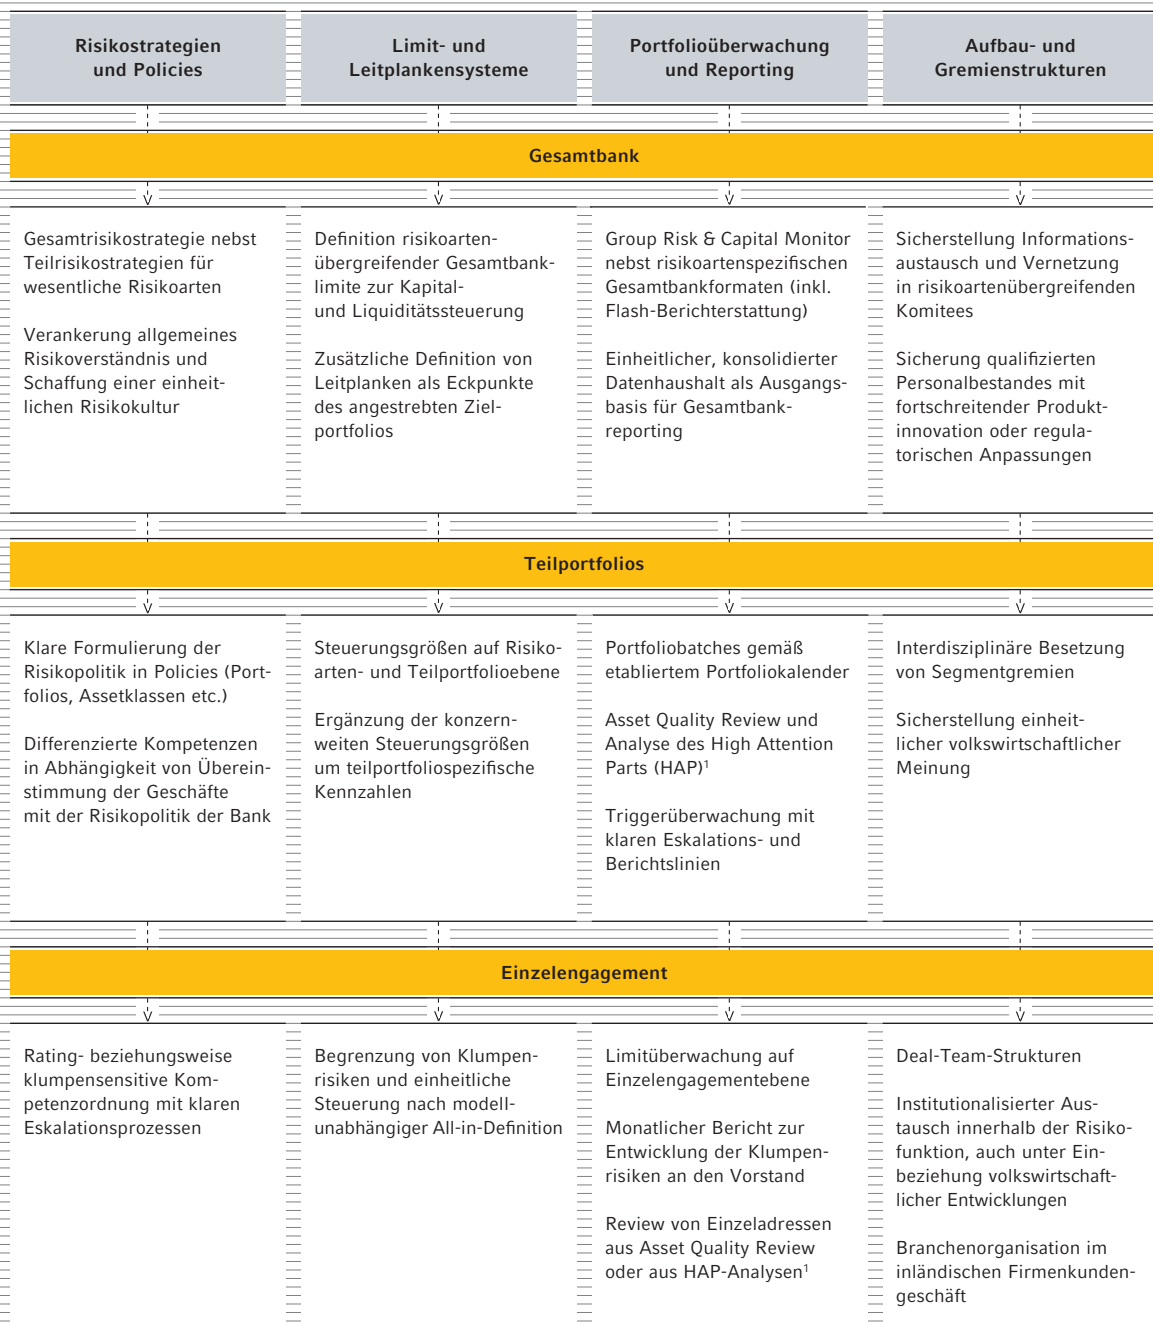 Risikostrategien
und Policies
Limit- und
Leitplankensysteme
Portfolioüberwachung
und Reporting
Aufbau- und
Gremienstrukturen
Gesamtbank
Gesamtrisikostrategie nebst
Teilrisikostrategien für
wesentliche Risikoarten
Verankerung allgemeines
Risikoverständnis und
Schaffung einer einheit-
lichen Risikokultur
Definition risikoarten-
übergreifender Gesamtbank-
limite zur Kapital-
und Liquiditätssteuerung
Zusätzliche Definition von
Leitplanken als Eckpunkte
des angestrebten Ziel-
portfolios
Group Risk & Capital Monitor
nebst risikoartenspezifischen
Gesamtbankformaten (inkl.
Flash-Berichterstattung)
Einheitlicher, konsolidierter
Datenhaushalt als Ausgangs-
basis für Gesamtbank-
reporting
Sicherstellung Informations-
austausch und Vernetzung
in risikoartenübergreifenden
Komitees
Sicherung qualifizierten
Personalbestandes mit
fortschreitender Produkt-
innovation oder regula-
torischen Anpassungen
Teilportfolios
Klare Formulierung der
Risikopolitik in Policies (Port-
folios, Assetklassen etc.)
Differenzierte Kompetenzen
in Abhängigkeit von Überein-
stimmung der Geschäfte
mit der Risikopolitik der Bank
Steuerungsgrößen auf Risiko-
arten- und Teilportfolioebene
Ergänzung der konzern-
weiten Steuerungsgrößen
um teilportfoliospezifische
Kennzahlen
Portfoliobatches gemäß
etabliertem Portfoliokalender
Asset Quality Review und
Analyse des High Attention
Parts (HAP)¹
Triggerüberwachung mit
klaren Eskalations- und
Berichtslinien
Interdisziplinäre Besetzung
von Segmentgremien
Sicherstellung einheit-
licher volkswirtschaftlicher
Meinung
Einzelengagement
Rating- beziehungsweise
klumpensensitive Kom-
petenzordnung mit klaren
Eskalationsprozessen
Begrenzung von Klumpen-
risiken und einheitliche
Steuerung nach modell-
unabhängiger All-in-Definition
Limitüberwachung auf
Einzelengagementebene
Monatlicher Bericht zur
Entwicklung der Klumpen-
risiken an den Vorstand
Review von Einzeladressen
aus Asset Quality Review
oder aus HAP-Analysen¹
Deal-Team-Strukturen
Institutionalisierter Aus-
tausch innerhalb der Risiko-
funktion, auch unter Ein-
beziehung volkswirtschaft-
licher Entwicklungen
Branchenorganisation im
inländischen Firmenkunden-
geschäft